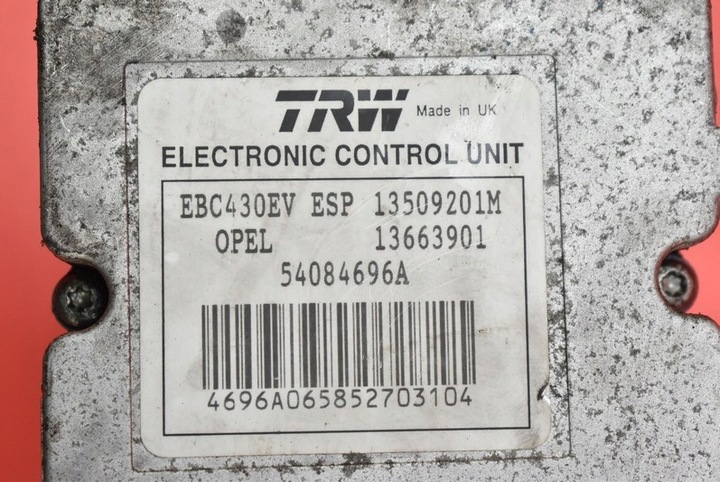 TRW Made in UK
ELECTRONIC CONTROL UNIT
EBC430EV ESP 13509201M
OPEL 13663901
54084696A
4696A065852703104